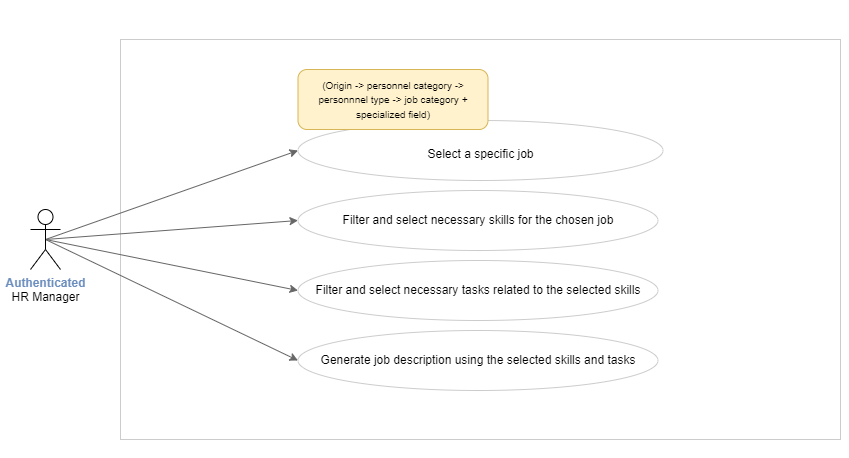 (Origin -> personnel category ->
personnnel type -> job category +
specialized field)
Select a specific job
Filter and select necessary skills for the chosen job
Authenticated
HR Manager
Filter and select necessary tasks related to the selected skills
Generate job description using the selected skills and tasks